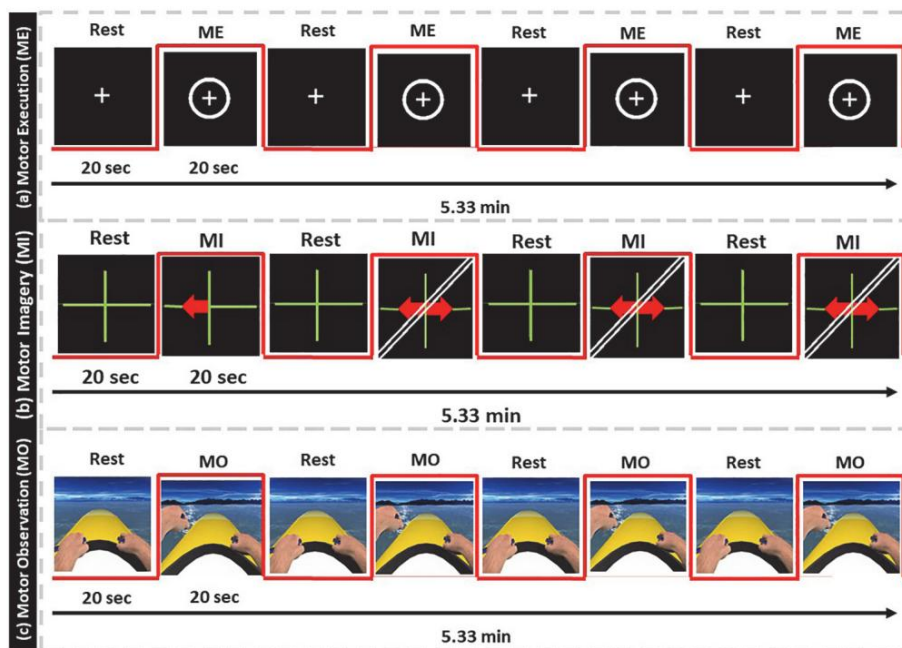 (a) Motor Execution (ME)
Rest ME Rest ME Rest ME Rest ME
20 sec 20 sec
5.33 min
(b) Motor Imagery (MI)
Rest MI Rest MI Rest MI Rest MI
20 sec 20 sec
5.33 min
(c) Motor Observation (MO)
Rest MO Rest MO Rest MO Rest MO
20 sec 20 sec
5.33 min